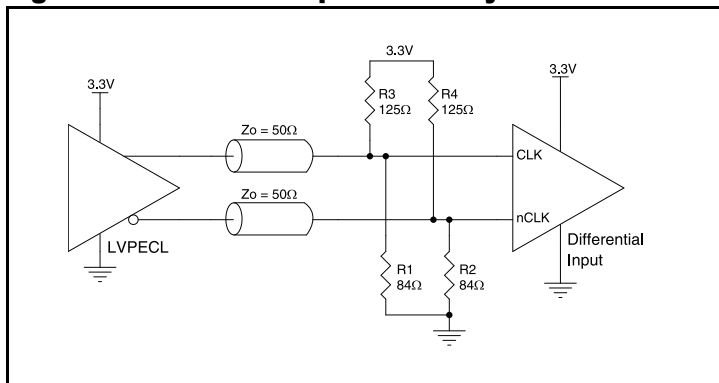 3.3V
3.3V
3.3V
R3
125Ω
R4
125Ω
Zo = 50Ω
CLK
Zo = 50Ω
nCLK
LVPECL
Differential
Input
R1
84Ω
R2
84Ω